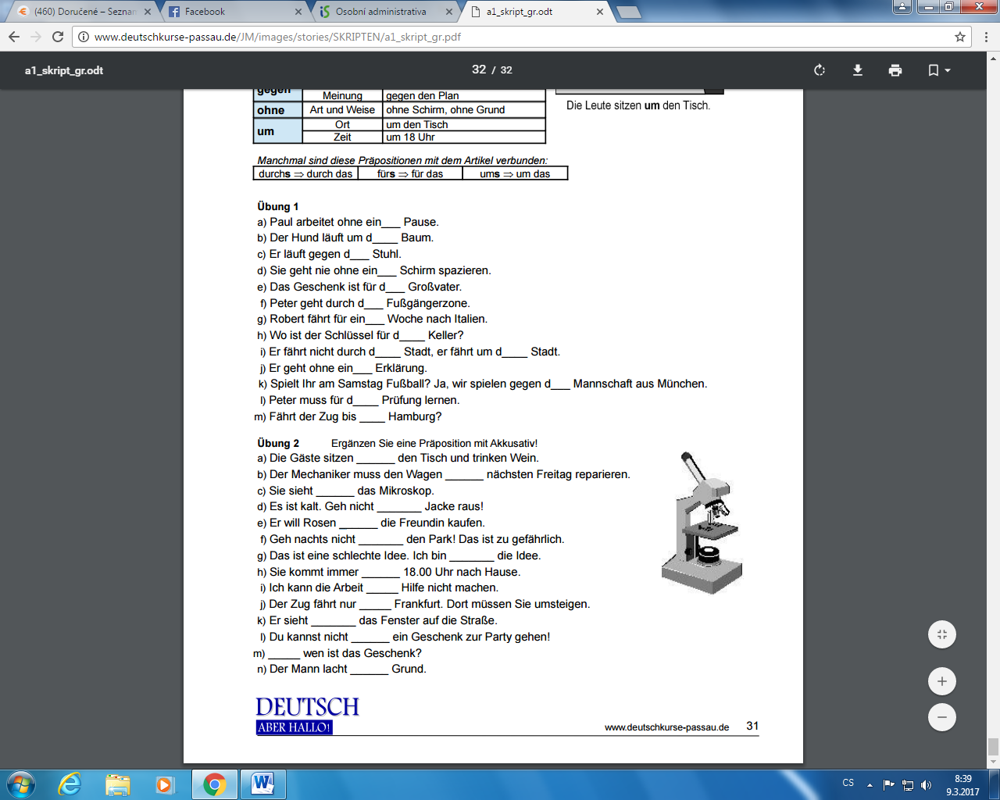 (460) Doručené – Seznam
Facebook
Osobní administrativa
a1_skript_gr.odt
www.deutschkurse-passau.de/JM/images/stories/SKRIPTEN/a1_skript_gr.pdf
a1_skript_gr.odt
32 / 32
gegen
Meinung gegen den Plan
ohne Art und Weise ohne Schirm, ohne Grund
um Ort um den Tisch
Zeit um 18 Uhr
Die Leute sitzen um den Tisch.
Manchmal sind diese Präpositionen mit dem Artikel verbunden:
durchs ⇒ durch das fürs ⇒ für das ums ⇒ um das
Übung 1
a) Paul arbeitet ohne ein___ Pause.
b) Der Hund läuft um d____ Baum.
c) Er läuft gegen d___ Stuhl.
d) Sie geht nie ohne ein___ Schirm spazieren.
e) Das Geschenk ist für d___ Großvater.
f) Peter geht durch d___ Fußgängerzone.
g) Robert fährt für ein___ Woche nach Italien.
h) Wo ist der Schlüssel für d____ Keller?
i) Er fährt nicht durch d____ Stadt, er fährt um d____ Stadt.
j) Er geht ohne ein___ Erklärung.
k) Spielt Ihr am Samstag Fußball? Ja, wir spielen gegen d___ Mannschaft aus München.
l) Peter muss für d____ Prüfung lernen.
m) Fährt der Zug bis ____ Hamburg?
Übung 2 Ergänzen Sie eine Präposition mit Akkusativ!
a) Die Gäste sitzen ______ den Tisch und trinken Wein.
b) Der Mechaniker muss den Wagen ______ nächsten Freitag reparieren.
c) Sie sieht ______ das Mikroskop.
d) Es ist kalt. Geh nicht _______ Jacke raus!
e) Er will Rosen ______ die Freundin kaufen.
f) Geh nachts nicht _______ den Park! Das ist zu gefährlich.
g) Das ist eine schlechte Idee. Ich bin _______ die Idee.
h) Sie kommt immer ______ 18.00 Uhr nach Hause.
i) Ich kann die Arbeit _____ Hilfe nicht machen.
j) Der Zug fährt nur _____ Frankfurt. Dort müssen Sie umsteigen.
k) Er sieht _______ das Fenster auf die Straße.
l) Du kannst nicht ______ ein Geschenk zur Party gehen!
m) _____ wen ist das Geschenk?
n) Der Mann lacht ______ Grund.
DEUTSCH
ABER HALLO!
www.deutschkurse-passau.de 31
CS
8:39
9.3.2017